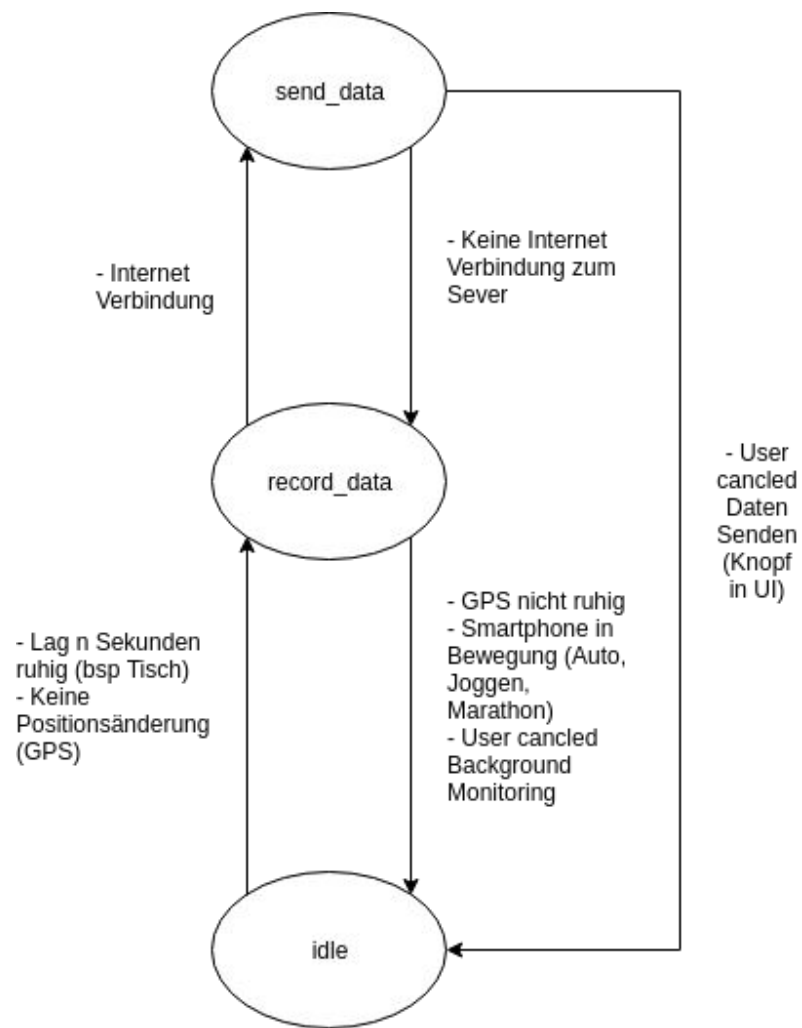 send_data
- Internet
Verbindung
- Keine Internet
Verbindung zum
Sever
record_data
- User
cancled
Daten
Senden
(Knopf
in UI)
- Lag n Sekunden
ruhig (bsp Tisch)
- Keine
Positionsänderung
(GPS)
- GPS nicht ruhig
- Smartphone in
Bewegung (Auto,
Joggen,
Marathon)
- User cancled
Background
Monitoring
idle